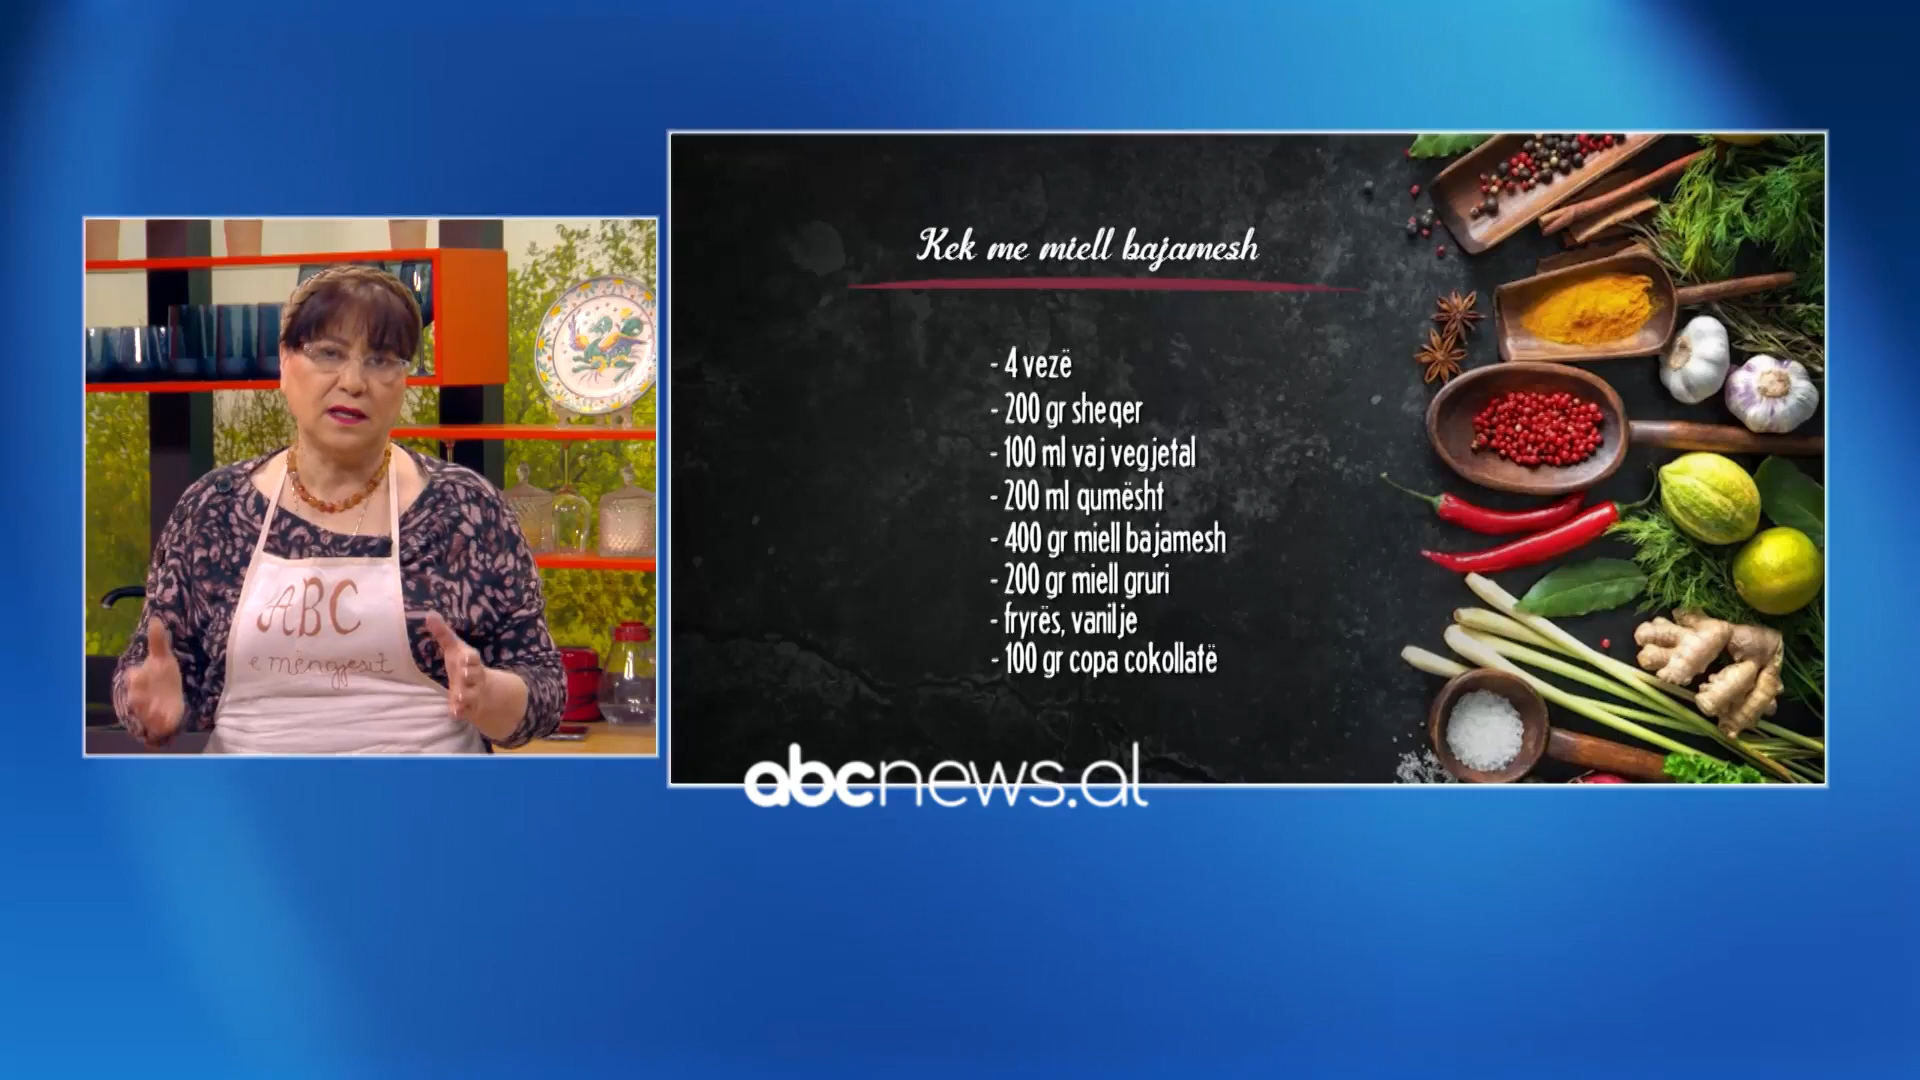 Kek me miell bajamesh
- 4 vezë
- 200 gr sheqer
- 100 ml vaj vegjetal
- 200 ml qumësht
- 400 gr miell bajamesh
- 200 gr miell gruri
- fryrës, vanilje
- 100 gr copa cokollatë
ABC
e mëngjesit
abcnews.al